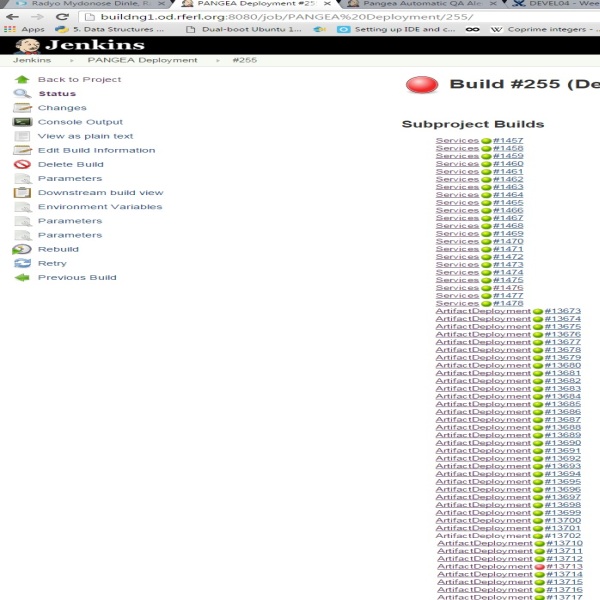 Radyo Mydonose Dinle, R
PANGEA Deployment #25
Pangea Automatic QA
DEVEL04 - Wee
buildng1.od.rferl.org:8080/job/PANGEA%20Deployment/255/
Apps
Dual-boot Ubuntu 1...
Setting up IDE and c...
Coprime integers -
Jenkins
Jenkins
PANGEA Deployment
#255
Back to Project
Status
Changes
Console Output
View as plain text
Edit Build Information
Delete Build
Parameters
Downstream build view
Environment Variables
Parameters
Parameters
Rebuild
Retry
Previous Build
Build #255 (De
Subproject Builds
Services #1457
Services #1458
Services #1459
Services #1460
Services #1461
Services #1462
Services #1463
Services #1464
Services #1465
Services #1466
Services #1467
Services #1468
Services #1469
Services #1470
Services #1471
Services #1472
Services #1473
Services #1474
Services #1475
Services #1476
Services #1477
Services #1478
ArtifactDeployment #13673
ArtifactDeployment #13674
ArtifactDeployment #13675
ArtifactDeployment #13676
ArtifactDeployment #13677
ArtifactDeployment #13678
ArtifactDeployment #13679
ArtifactDeployment #13680
ArtifactDeployment #13681
ArtifactDeployment #13682
ArtifactDeployment #13683
ArtifactDeployment #13684
ArtifactDeployment #13685
ArtifactDeployment #13686
ArtifactDeployment #13687
ArtifactDeployment #13688
ArtifactDeployment #13689
ArtifactDeployment #13690
ArtifactDeployment #13691
ArtifactDeployment #13692
ArtifactDeployment #13693
ArtifactDeployment #13694
ArtifactDeployment #13695
ArtifactDeployment #13696
ArtifactDeployment #13697
ArtifactDeployment #13698
ArtifactDeployment #13699
ArtifactDeployment #13700
ArtifactDeployment #13701
ArtifactDeployment #13702
ArtifactDeployment #13710
ArtifactDeployment #13711
ArtifactDeployment #13712
ArtifactDeployment #13713
ArtifactDeployment #13714
ArtifactDeployment #13715
ArtifactDeployment #13716
ArtifactDeployment #13717